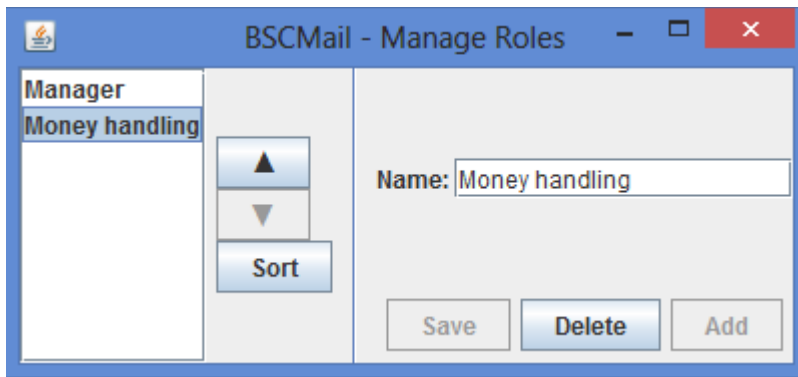 BSCMail - Manage Roles
Manager
Money handling
Sort
Name: Money handling
Save Delete Add